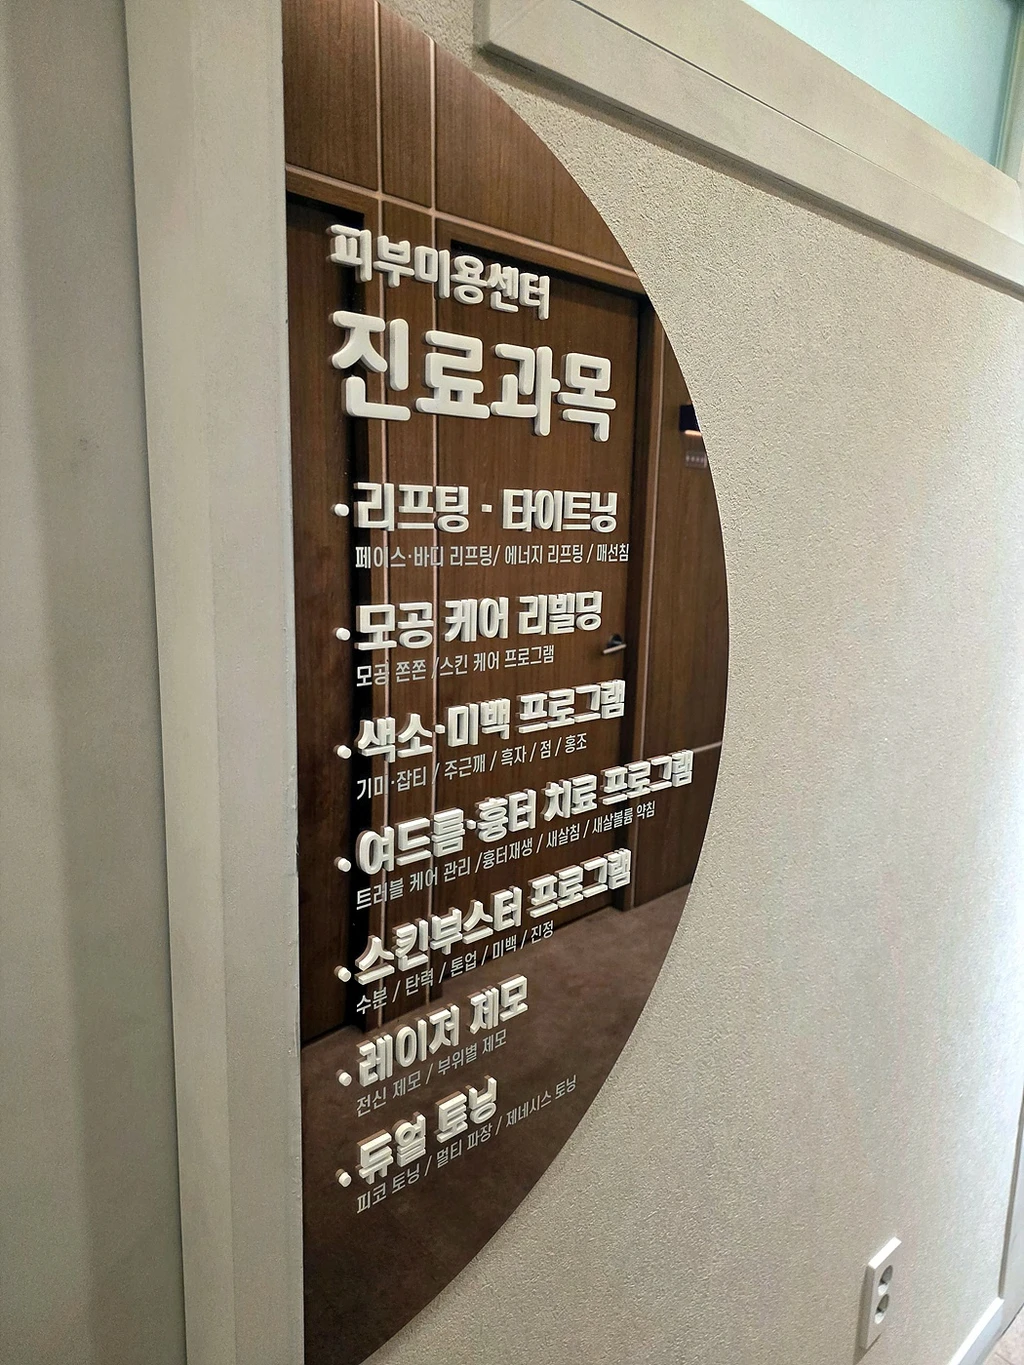 피부미용센터
진료과목
·리프팅 · 타이트닝
페이스·바디 리프팅/ 에너지 리프팅 / 매선침
·모공 케어 리빌딩
모공 쫀쫀 /스킨 케어 프로그램
·색소·미백 프로그램
기미·잡티 / 주근깨 / 흑자 / 점 / 홍조
·여드름·흉터 치료 프로그램
트러블 케어 관리 /흉터재생 / 새살침 / 새살볼륨 약침
·스킨부스터 프로그램
수분 / 탄력 / 톤업 / 미백 / 진정
·레이저 제모
전신 제모 / 부위별 제모
·듀얼 토닝
피코 토닝 / 멀티 파장 / 제네시스 토닝